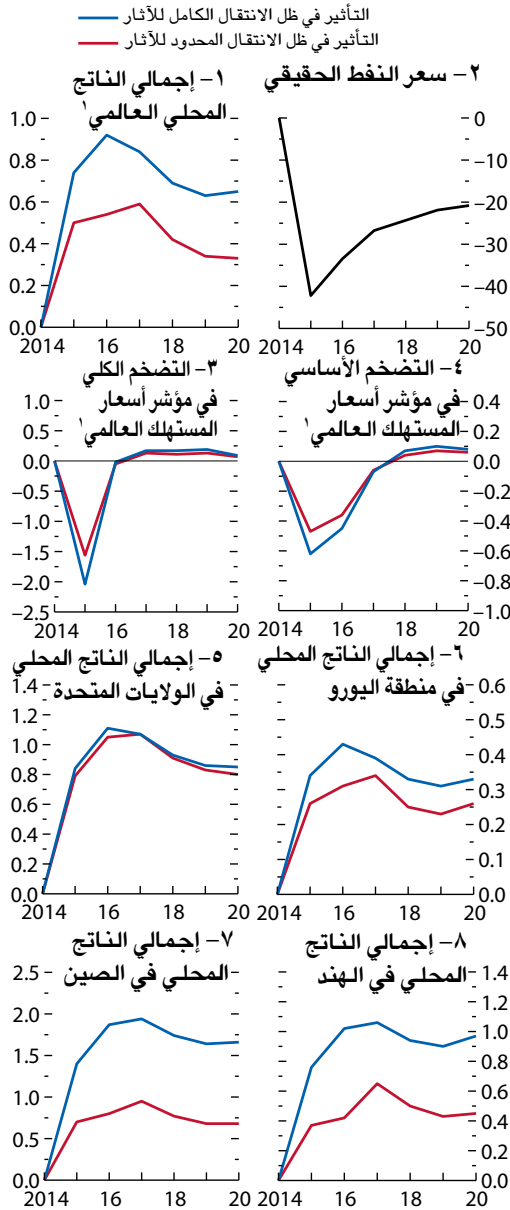 التأثير في ظل الانتقال الكامل للآثار
التأثير في ظل الانتقال المحدود للآثار
١– إجمالي الناتج
المحلي العالمي١
1.0
0.8
0.6
0.4
0.2
0.0
2014 16 18 20
٢– سعر النفط الحقيقي
0
–10
–20
–30
–40
–50
2014 16 18 20
٣– التضخم الكلي
في مؤشر أسعار
المستهلك العالمي١
1.0
0.5
0.0
–0.5
–1.0
–1.5
–2.0
–2.5
2014 16 18 20
٤– التضخم الأساسي
في مؤشر أسعار
المستهلك العالمي١
0.4
0.2
0.0
–0.2
–0.4
–0.6
–0.8
–1.0
2014 16 18 20
٥– إجمالي الناتج المحلي
في الولايات المتحدة
1.4
1.2
1.0
0.8
0.6
0.4
0.2
0.0
2014 16 18 20
٦– إجمالي الناتج المحلي
في منطقة اليورو
0.6
0.5
0.4
0.3
0.2
0.1
0.0
2014 16 18 20
٧– إجمالي الناتج
المحلي في الصين
2.5
2.0
1.5
1.0
0.5
0.0
2014 16 18 20
٨– إجمالي الناتج
المحلي في الهند
1.4
1.2
1.0
0.8
0.6
0.4
0.2
0.0
2014 16 18 20